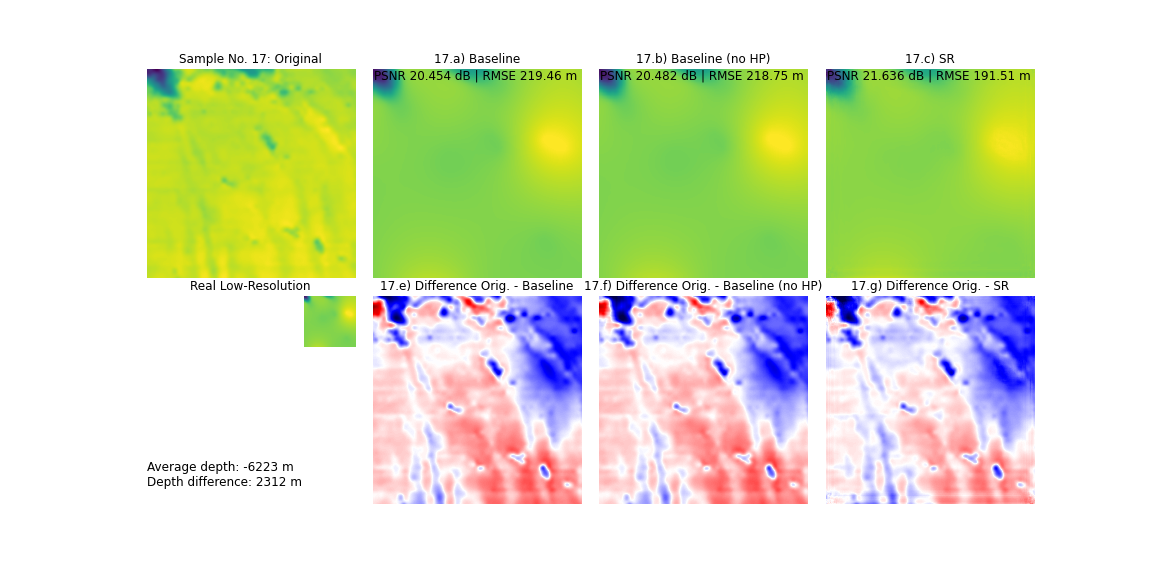 Sample No. 17: Original
17.a) Baseline
17.b) Baseline (no HP)
17.c) SR
PSNR 20.454 dB | RMSE 219.46 m
PSNR 20.482 dB | RMSE 218.75 m
PSNR 21.636 dB | RMSE 191.51 m
Real Low-Resolution
17.e) Difference Orig. - Baseline
17.f) Difference Orig. - Baseline (no HP)
17.g) Difference Orig. - SR
Average depth: -6223 m
Depth difference: 2312 m